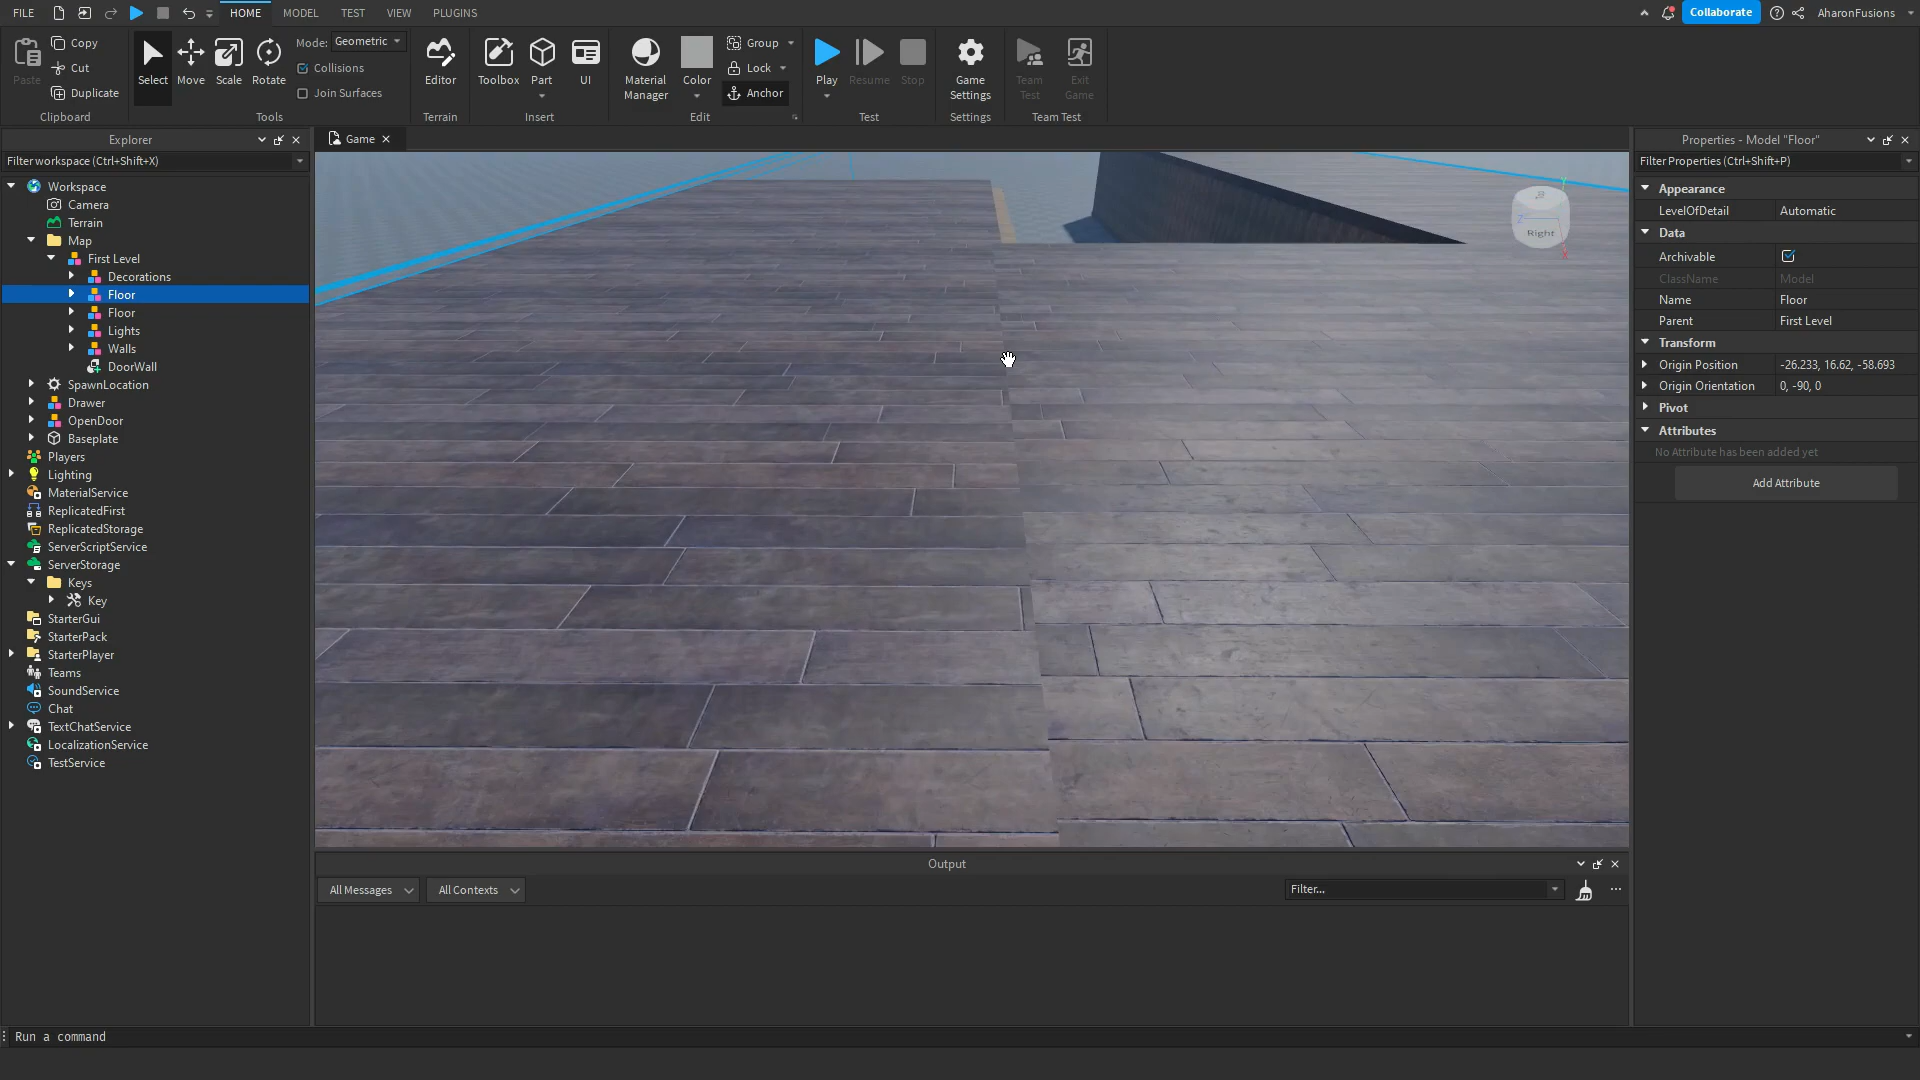 FILE HOME MODEL TEST VIEW PLUGINS Collaborate AharonFusions
Paste Copy Cut Duplicate Clipboard
Select Move Scale Rotate Mode: Geometric Collisions Join Surfaces Tools
Editor Terrain
Toolbox Part UI Insert
Material Manager Color Group Lock Anchor Edit
Play Resume Stop Test
Game Settings Settings
Team Test Exit Game Team Test
Explorer
Filter workspace (Ctrl+Shift+X)
Workspace
Camera
Terrain
Map
First Level
Decorations
Floor
Floor
Lights
Walls
DoorWall
SpawnLocation
Drawer
OpenDoor
Baseplate
Players
Lighting
MaterialService
ReplicatedFirst
ReplicatedStorage
ServerScriptService
ServerStorage
Keys
Key
StarterGui
StarterPack
StarterPlayer
Teams
SoundService
Chat
TextChatService
LocalizationService
TestService
Game
Right
Output
All Messages All Contexts Filter...
Properties - Model "Floor"
Filter Properties (Ctrl+Shift+P)
Appearance
LevelOfDetail Automatic
Data
Archivable
ClassName Model
Name Floor
Parent First Level
Transform
Origin Position -26.233, 16.62, -58.693
Origin Orientation 0, -90, 0
Pivot
Attributes
No Attribute has been added yet
Add Attribute
Run a command